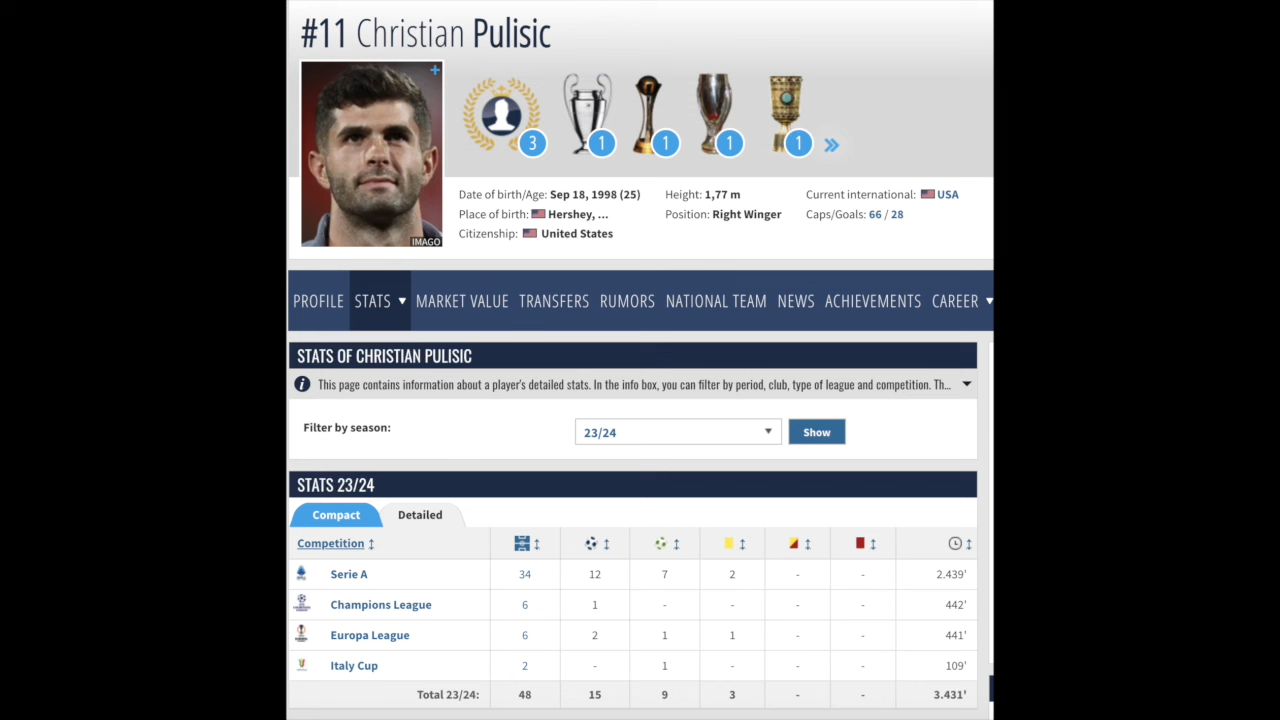 #11 Christian Pulisic
+
3 1 1 1 1 »
IMAGO
Date of birth/Age: Sep 18, 1998 (25) Height: 1,77 m Current international: USA
Place of birth: Hershey, ... Position: Right Winger Caps/Goals: 66 / 28
Citizenship: United States
PROFILE STATS ▼ MARKET VALUE TRANSFERS RUMORS NATIONAL TEAM NEWS ACHIEVEMENTS CAREER ▼
STATS OF CHRISTIAN PULISIC
This page contains information about a player's detailed stats. In the info box, you can filter by period, club, type of league and competition. Th...
Filter by season: 23/24 Show
STATS 23/24
Compact Detailed
Competition
Serie A 34 12 7 2 - - 2.439'
Champions League 6 1 - - - - 442'
Europa League 6 2 1 1 - - 441'
Italy Cup 2 - 1 - - - 109'
Total 23/24: 48 15 9 3 - - 3.431'